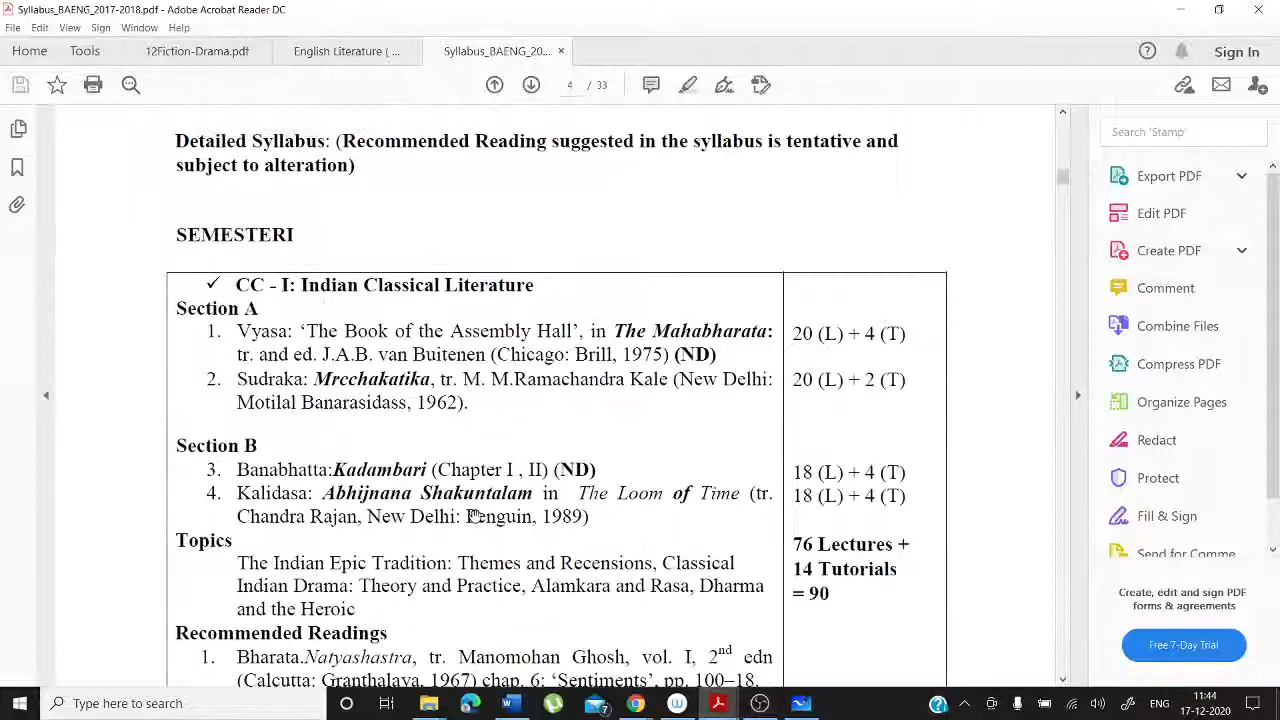 Syllabus_BAENG_2017-2018.pdf - Adobe Acrobat Reader DC
File Edit View Sign Window Help
Home Tools 12Fiction-Drama.pdf English Literature ( ... Syllabus_BAENG_20... × Sign In
4 / 33
Search 'Stamp'
Export PDF
Edit PDF
Create PDF
Comment
Combine Files
Compress PDF
Organize Pages
Redact
Protect
Fill & Sign
Send for Comme
Create, edit and sign PDF
forms & agreements
Free 7-Day Trial
Detailed Syllabus: (Recommended Reading suggested in the syllabus is tentative and
subject to alteration)
SEMESTERI
✓ CC - I: Indian Classical Literature
Section A
1. Vyasa: ‘The Book of the Assembly Hall’, in The Mahabharata: 20 (L) + 4 (T)
tr. and ed. J.A.B. van Buitenen (Chicago: Brill, 1975) (ND)
2. Sudraka: Mrcchakatika, tr. M. M.Ramachandra Kale (New Delhi: 20 (L) + 2 (T)
Motilal Banarasidass, 1962).
Section B
3. Banabhatta:Kadambari (Chapter I , II) (ND) 18 (L) + 4 (T)
4. Kalidasa: Abhijnana Shakuntalam in The Loom of Time (tr. 18 (L) + 4 (T)
Chandra Rajan, New Delhi: Penguin, 1989)
Topics 76 Lectures +
The Indian Epic Tradition: Themes and Recensions, Classical 14 Tutorials
Indian Drama: Theory and Practice, Alamkara and Rasa, Dharma = 90
and the Heroic
Recommended Readings
1. Bharata.Natyashastra, tr. Manomohan Ghosh, vol. I, 2nd edn
(Calcutta: Granthalaya, 1967) chap. 6: ‘Sentiments’, pp. 100–18.
Type here to search
7
11:44
17-12-2020